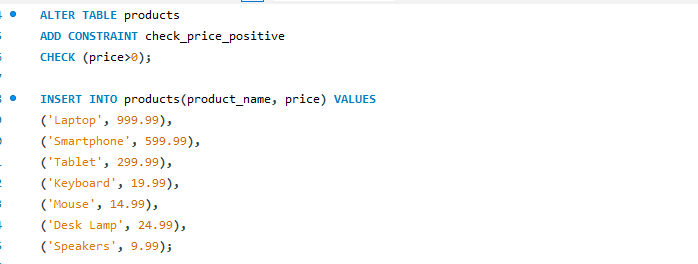 ALTER TABLE products
ADD CONSTRAINT check_price_positive
CHECK (price>0);
INSERT INTO products(product_name, price) VALUES
('Laptop', 999.99),
('Smartphone', 599.99),
('Tablet', 299.99),
('Keyboard', 19.99),
('Mouse', 14.99),
('Desk Lamp', 24.99),
('Speakers', 9.99);